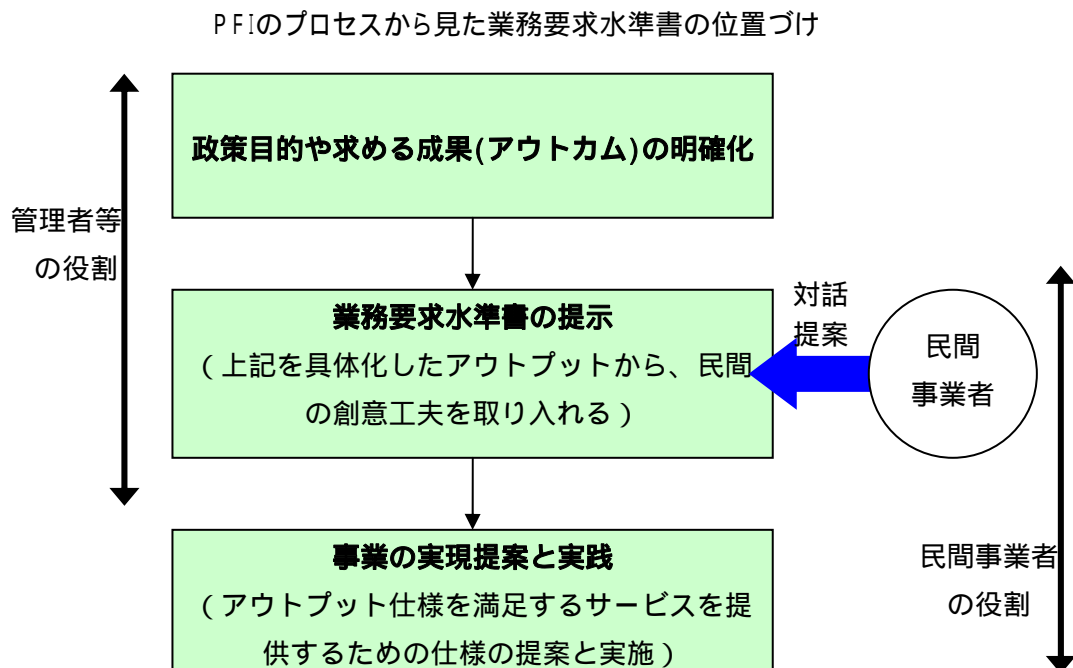 PFIのプロセスから見た業務要求水準書の位置づけ
政策目的や求める成果(アウトカム)の明確化
管理者等
の役割
業務要求水準書の提示
(上記を具体化したアウトプットから、民間
の創意工夫を取り入れる)
対話
提案
民間
事業者
事業の実現提案と実践
(アウトプット仕様を満足するサービスを提
供するための仕様の提案と実施)
民間事業者
の役割